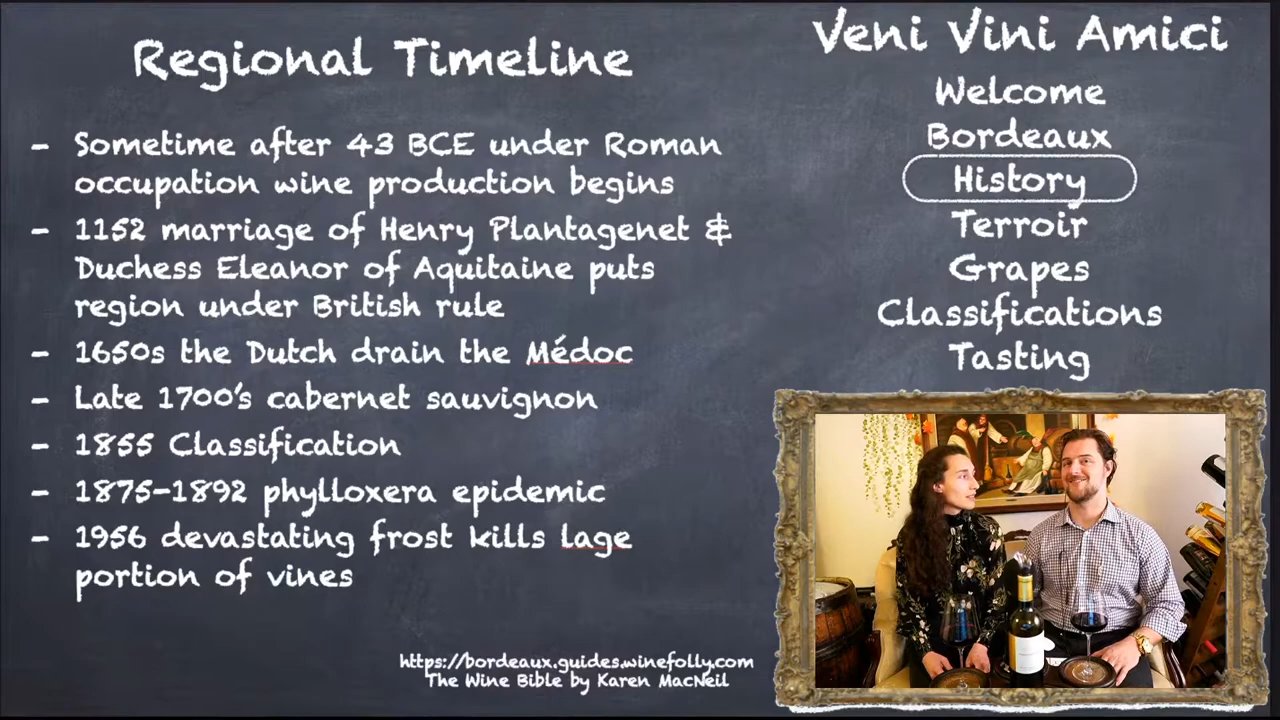 Regional Timeline
- Sometime after 43 BCE under Roman
occupation wine production begins
- 1152 marriage of Henry Plantagenet &
Duchess Eleanor of Aquitaine puts
region under British rule
- 1650s the Dutch drain the Médoc
- Late 1700's cabernet sauvignon
- 1855 Classification
- 1875-1892 phylloxera epidemic
- 1956 devastating frost kills lage
portion of vines
https://bordeaux.guides.winefolly.com
The Wine Bible by Karen MacNeil
Veni Vini Amici
Welcome
Bordeaux
History
Terroir
Grapes
Classifications
Tasting